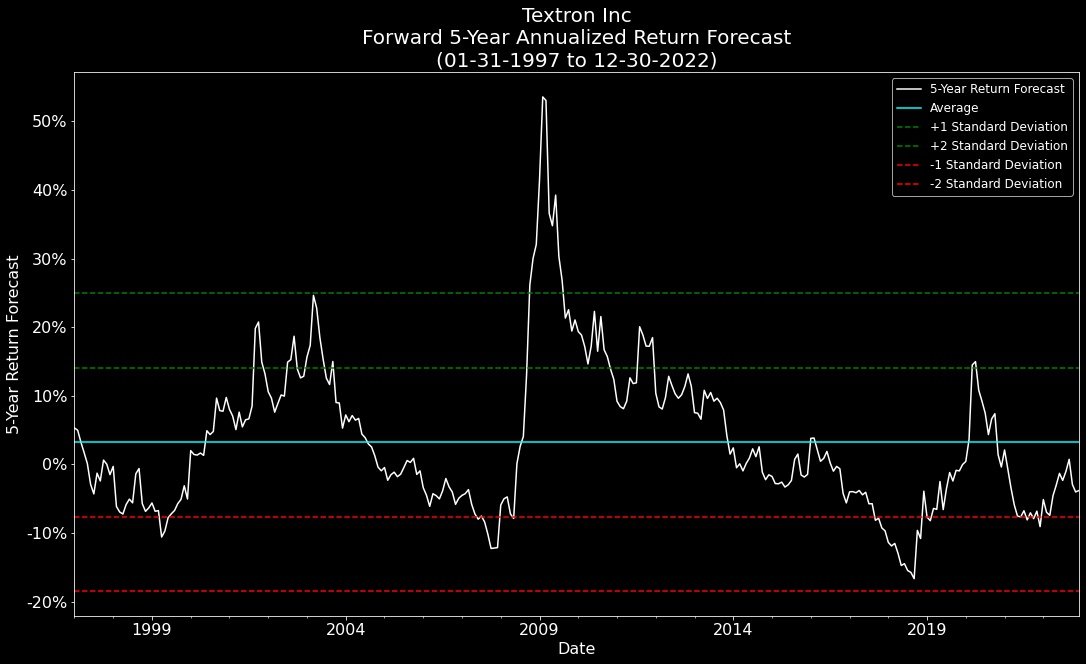 Textron Inc
Forward 5-Year Annualized Return Forecast
(01-31-1997 to 12-30-2022)
5-Year Return Forecast
Average
+1 Standard Deviation
+2 Standard Deviation
-1 Standard Deviation
-2 Standard Deviation
5-Year Return Forecast
50%
40%
30%
20%
10%
0%
-10%
-20%
1999
2004
2009
2014
2019
Date